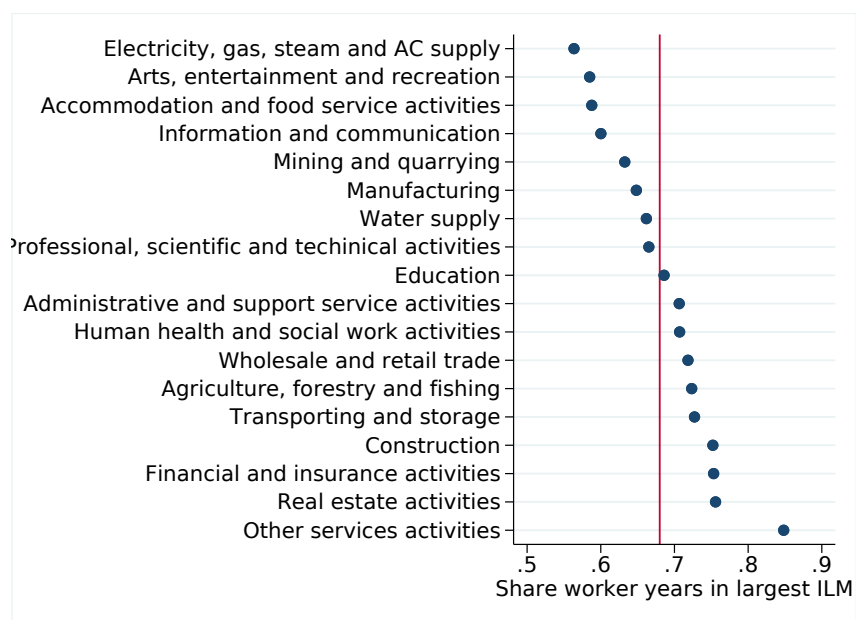 Electricity, gas, steam and AC supply
Arts, entertainment and recreation
Accommodation and food service activities
Information and communication
Mining and quarrying
Manufacturing
Water supply
Professional, scientific and techinical activities
Education
Administrative and support service activities
Human health and social work activities
Wholesale and retail trade
Agriculture, forestry and fishing
Transporting and storage
Construction
Financial and insurance activities
Real estate activities
Other services activities
.5 .6 .7 .8 .9
Share worker years in largest ILM